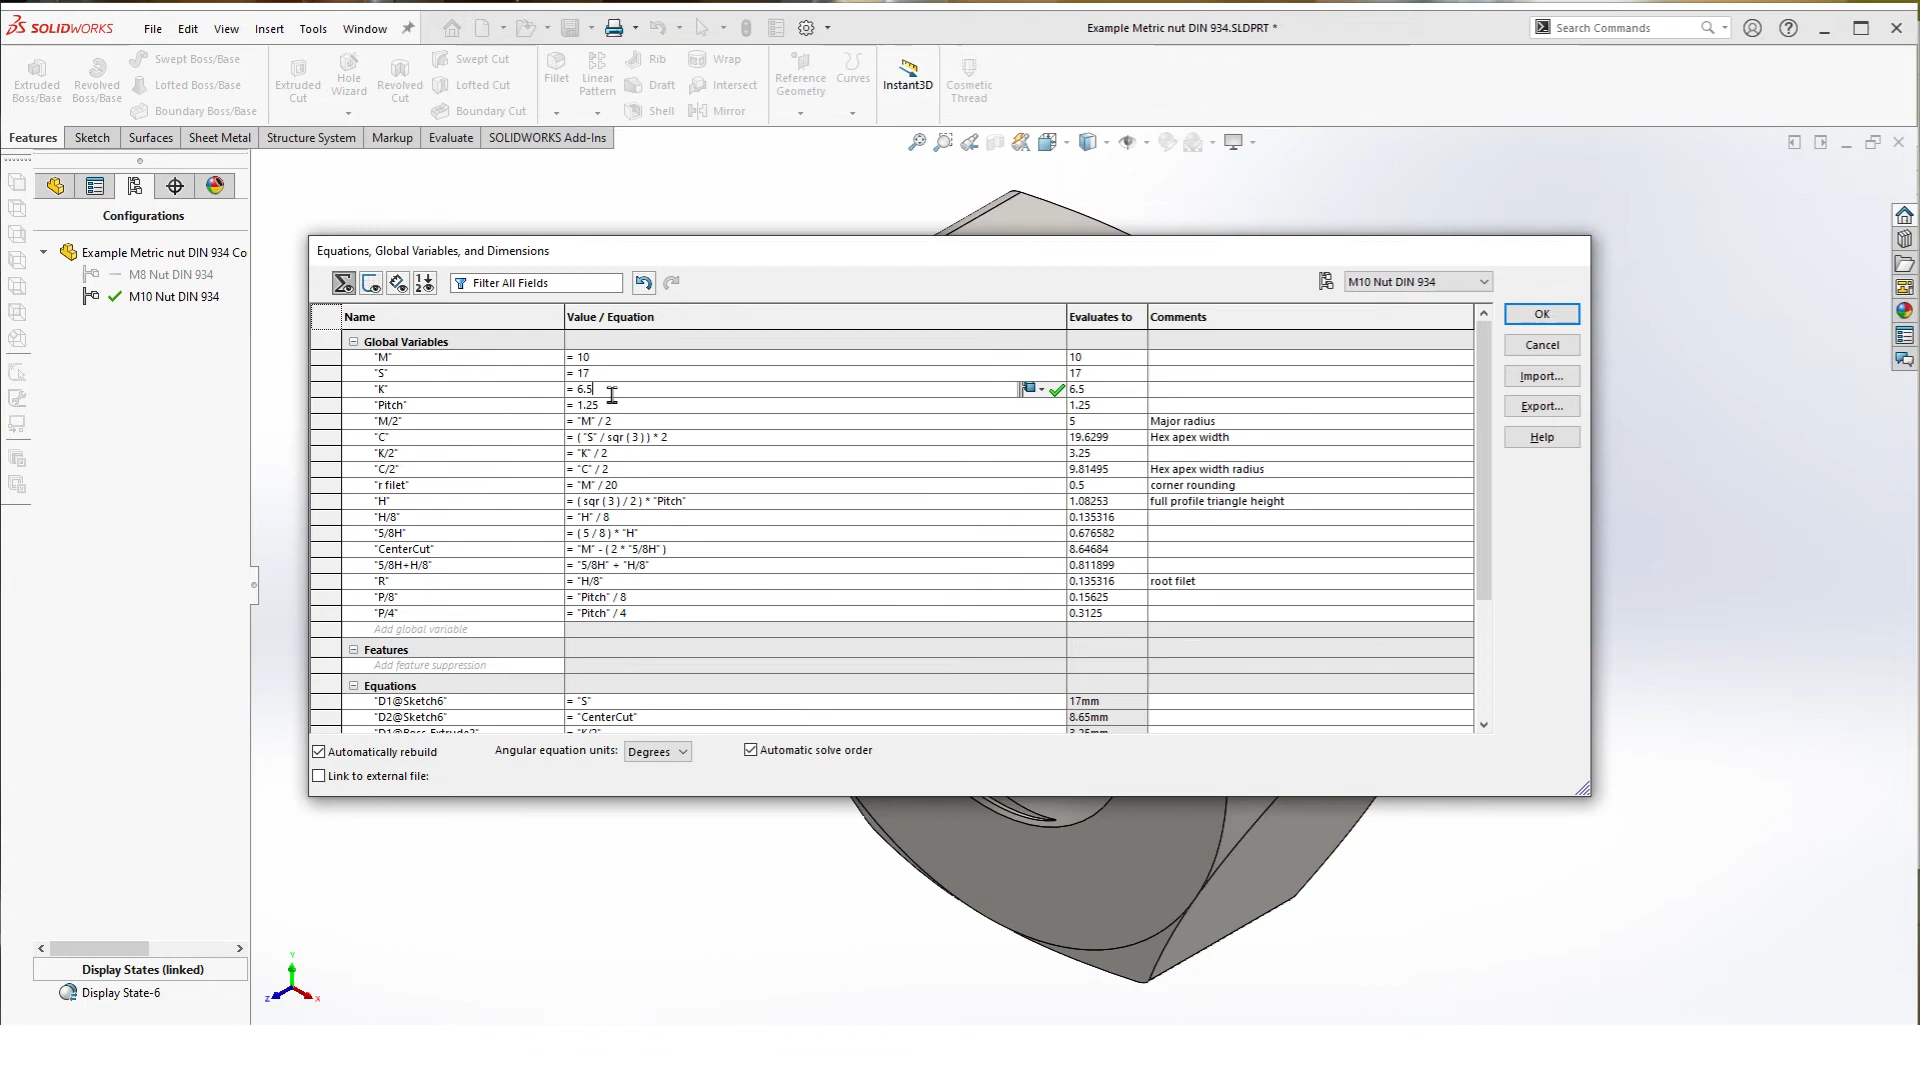 SOLIDWORKS File Edit View Insert Tools Window Example Metric nut DIN 934.SLDPRT * Search Commands
Extruded Boss/Base Revolved Boss/Base Swept Boss/Base Lofted Boss/Base Boundary Boss/Base Extruded Cut Hole Wizard Revolved Cut Swept Cut Lofted Cut Boundary Cut Fillet Linear Pattern Rib Draft Shell Wrap Intersect Mirror Reference Geometry Curves Instant3D Cosmetic Thread
Features Sketch Surfaces Sheet Metal Structure System Markup Evaluate SOLIDWORKS Add-Ins
Configurations
Example Metric nut DIN 934 Co
M8 Nut DIN 934
M10 Nut DIN 934
Equations, Global Variables, and Dimensions
Filter All Fields M10 Nut DIN 934
Name Value / Equation Evaluates to Comments
Global Variables
"M" = 10 10
"S" = 17 17
"K" = 6.5 6.5
"Pitch" = 1.25 1.25
"M/2" = "M" / 2 5 Major radius
"C" = ( "S" / sqr ( 3 ) ) * 2 19.6299 Hex apex width
"K/2" = "K" / 2 3.25
"C/2" = "C" / 2 9.81495 Hex apex width radius
"r filet" = "M" / 20 0.5 corner rounding
"H" = ( sqr ( 3 ) / 2 ) * "Pitch" 1.08253 full profile triangle height
"H/8" = "H" / 8 0.135316
"5/8H" = ( 5 / 8 ) * "H" 0.676582
"CenterCut" = "M" - ( 2 * "5/8H" ) 8.64684
"5/8H+H/8" = "5/8H" + "H/8" 0.811899
"R" = "H/8" 0.135316 root filet
"P/8" = "Pitch" / 8 0.15625
"P/4" = "Pitch" / 4 0.3125
Add global variable
Features
Add feature suppression
Equations
"D1@Sketch6" = "S" 17mm
"D2@Sketch6" = "CenterCut" 8.65mm
"D1@Boss-Extrude2" = "K/2" 3.25mm
OK
Cancel
Import...
Export...
Help
Automatically rebuild Angular equation units: Degrees Automatic solve order
Link to external file:
Display States (linked)
Display State-6
Y
Z X